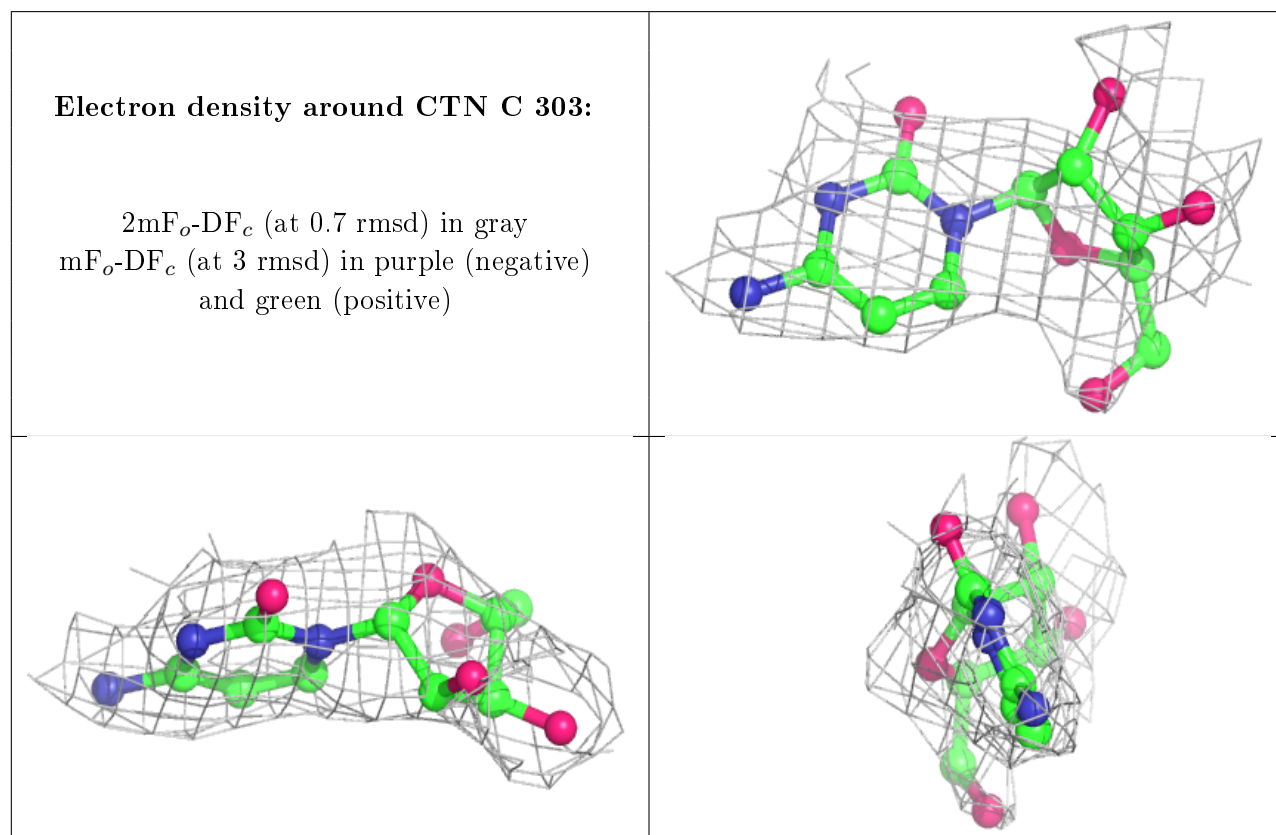 Electron density around CTN C 303:
2mFo-DFc (at 0.7 rmsd) in gray
mFo-DFc (at 3 rmsd) in purple (negative)
and green (positive)